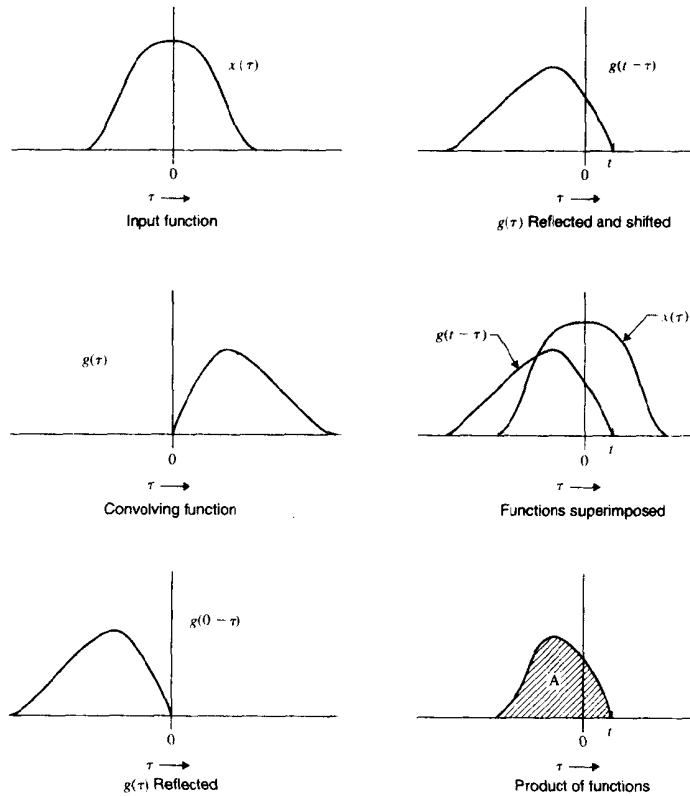 x(τ)
0
τ →
Input function
g(τ)
0
τ →
Convolving function
g(0 − τ)
0
τ →
g(τ) Reflected
g(t − τ)
0
t
τ →
g(τ) Reflected and shifted
g(t − τ)
x(τ)
0
t
τ →
Functions superimposed
A
0
t
τ →
Product of functions